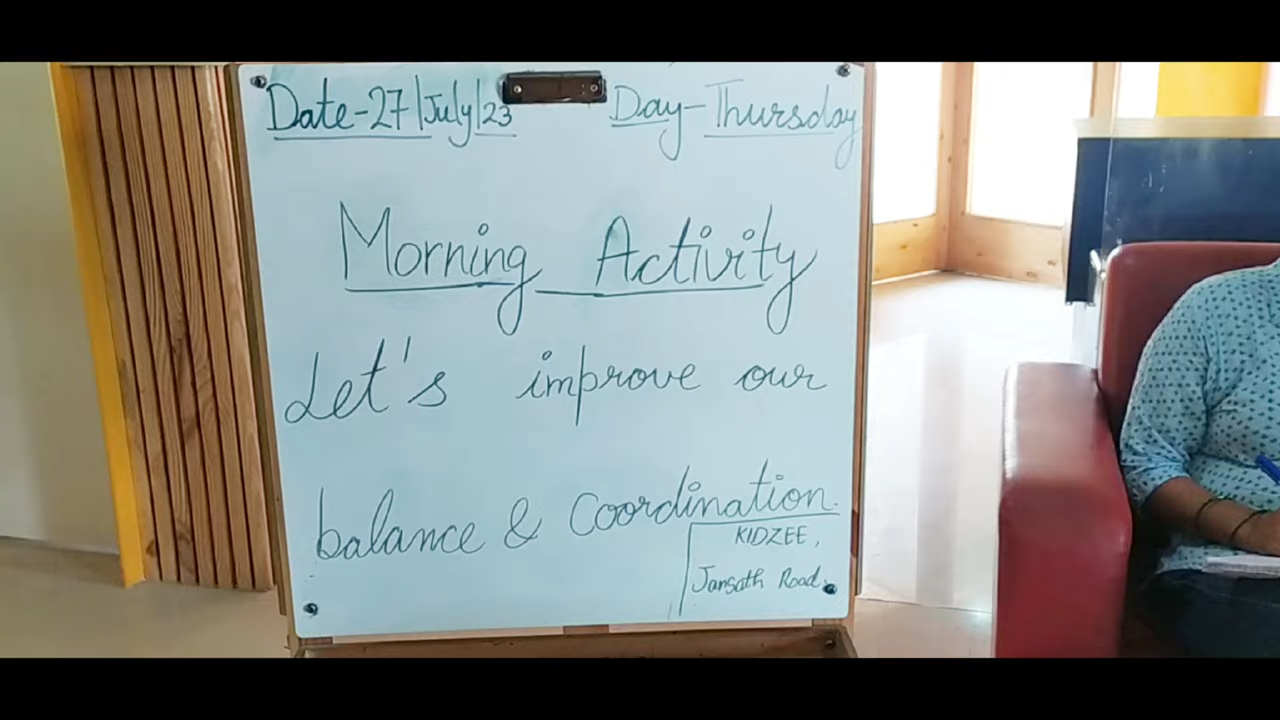 Date-27|July|23 Day-Thursday
Morning Activity
Let's improve our
balance & Coordination.
KIDZEE,
Jansath Road.